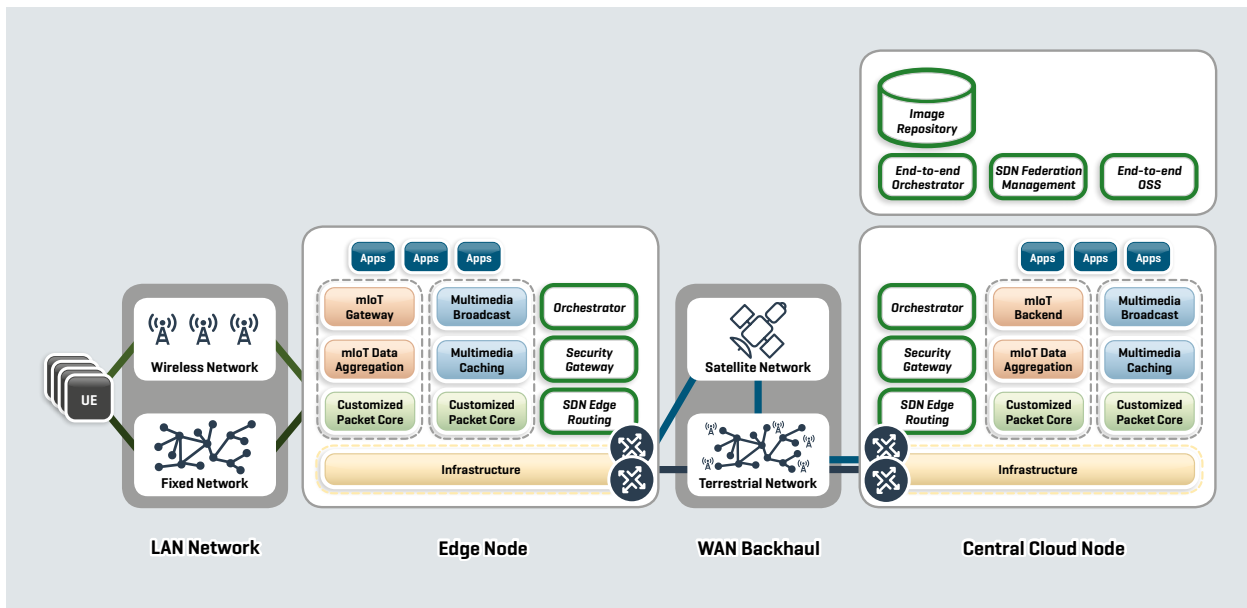 Image
Repository
End-to-end
Orchestrator
SDN Federation
Management
End-to-end
OSS
Apps
Apps
Apps
mIoT
Gateway
Multimedia
Broadcast
Orchestrator
mIoT Data
Aggregation
Multimedia
Caching
Security
Gateway
Customized
Packet Core
Customized
Packet Core
SDN Edge
Routing
Infrastructure
UE
Wireless Network
Fixed Network
Satellite Network
Terrestrial Network
Apps
Apps
Apps
Orchestrator
mIoT
Backend
Multimedia
Broadcast
Security
Gateway
mIoT Data
Aggregation
Multimedia
Caching
SDN Edge
Routing
Customized
Packet Core
Customized
Packet Core
Infrastructure
LAN Network
Edge Node
WAN Backhaul
Central Cloud Node